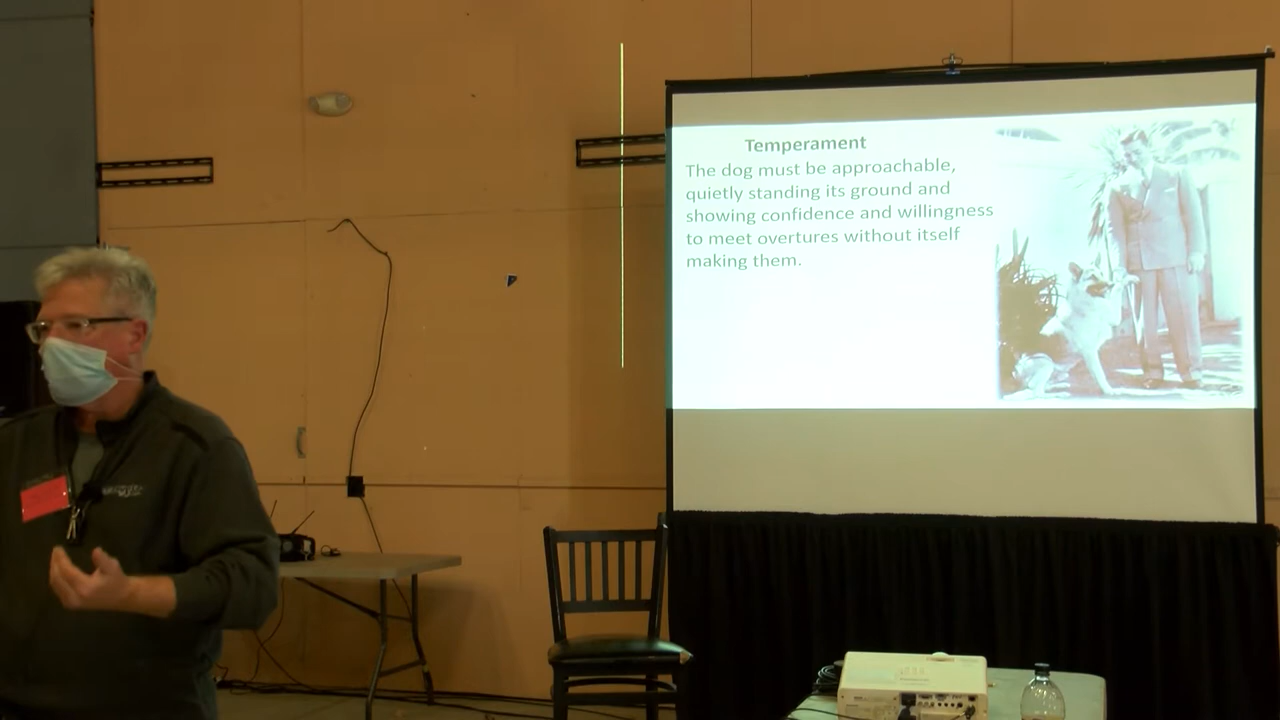 Temperament
The dog must be approachable,
quietly standing its ground and
showing confidence and willingness
to meet overtures without itself
making them.